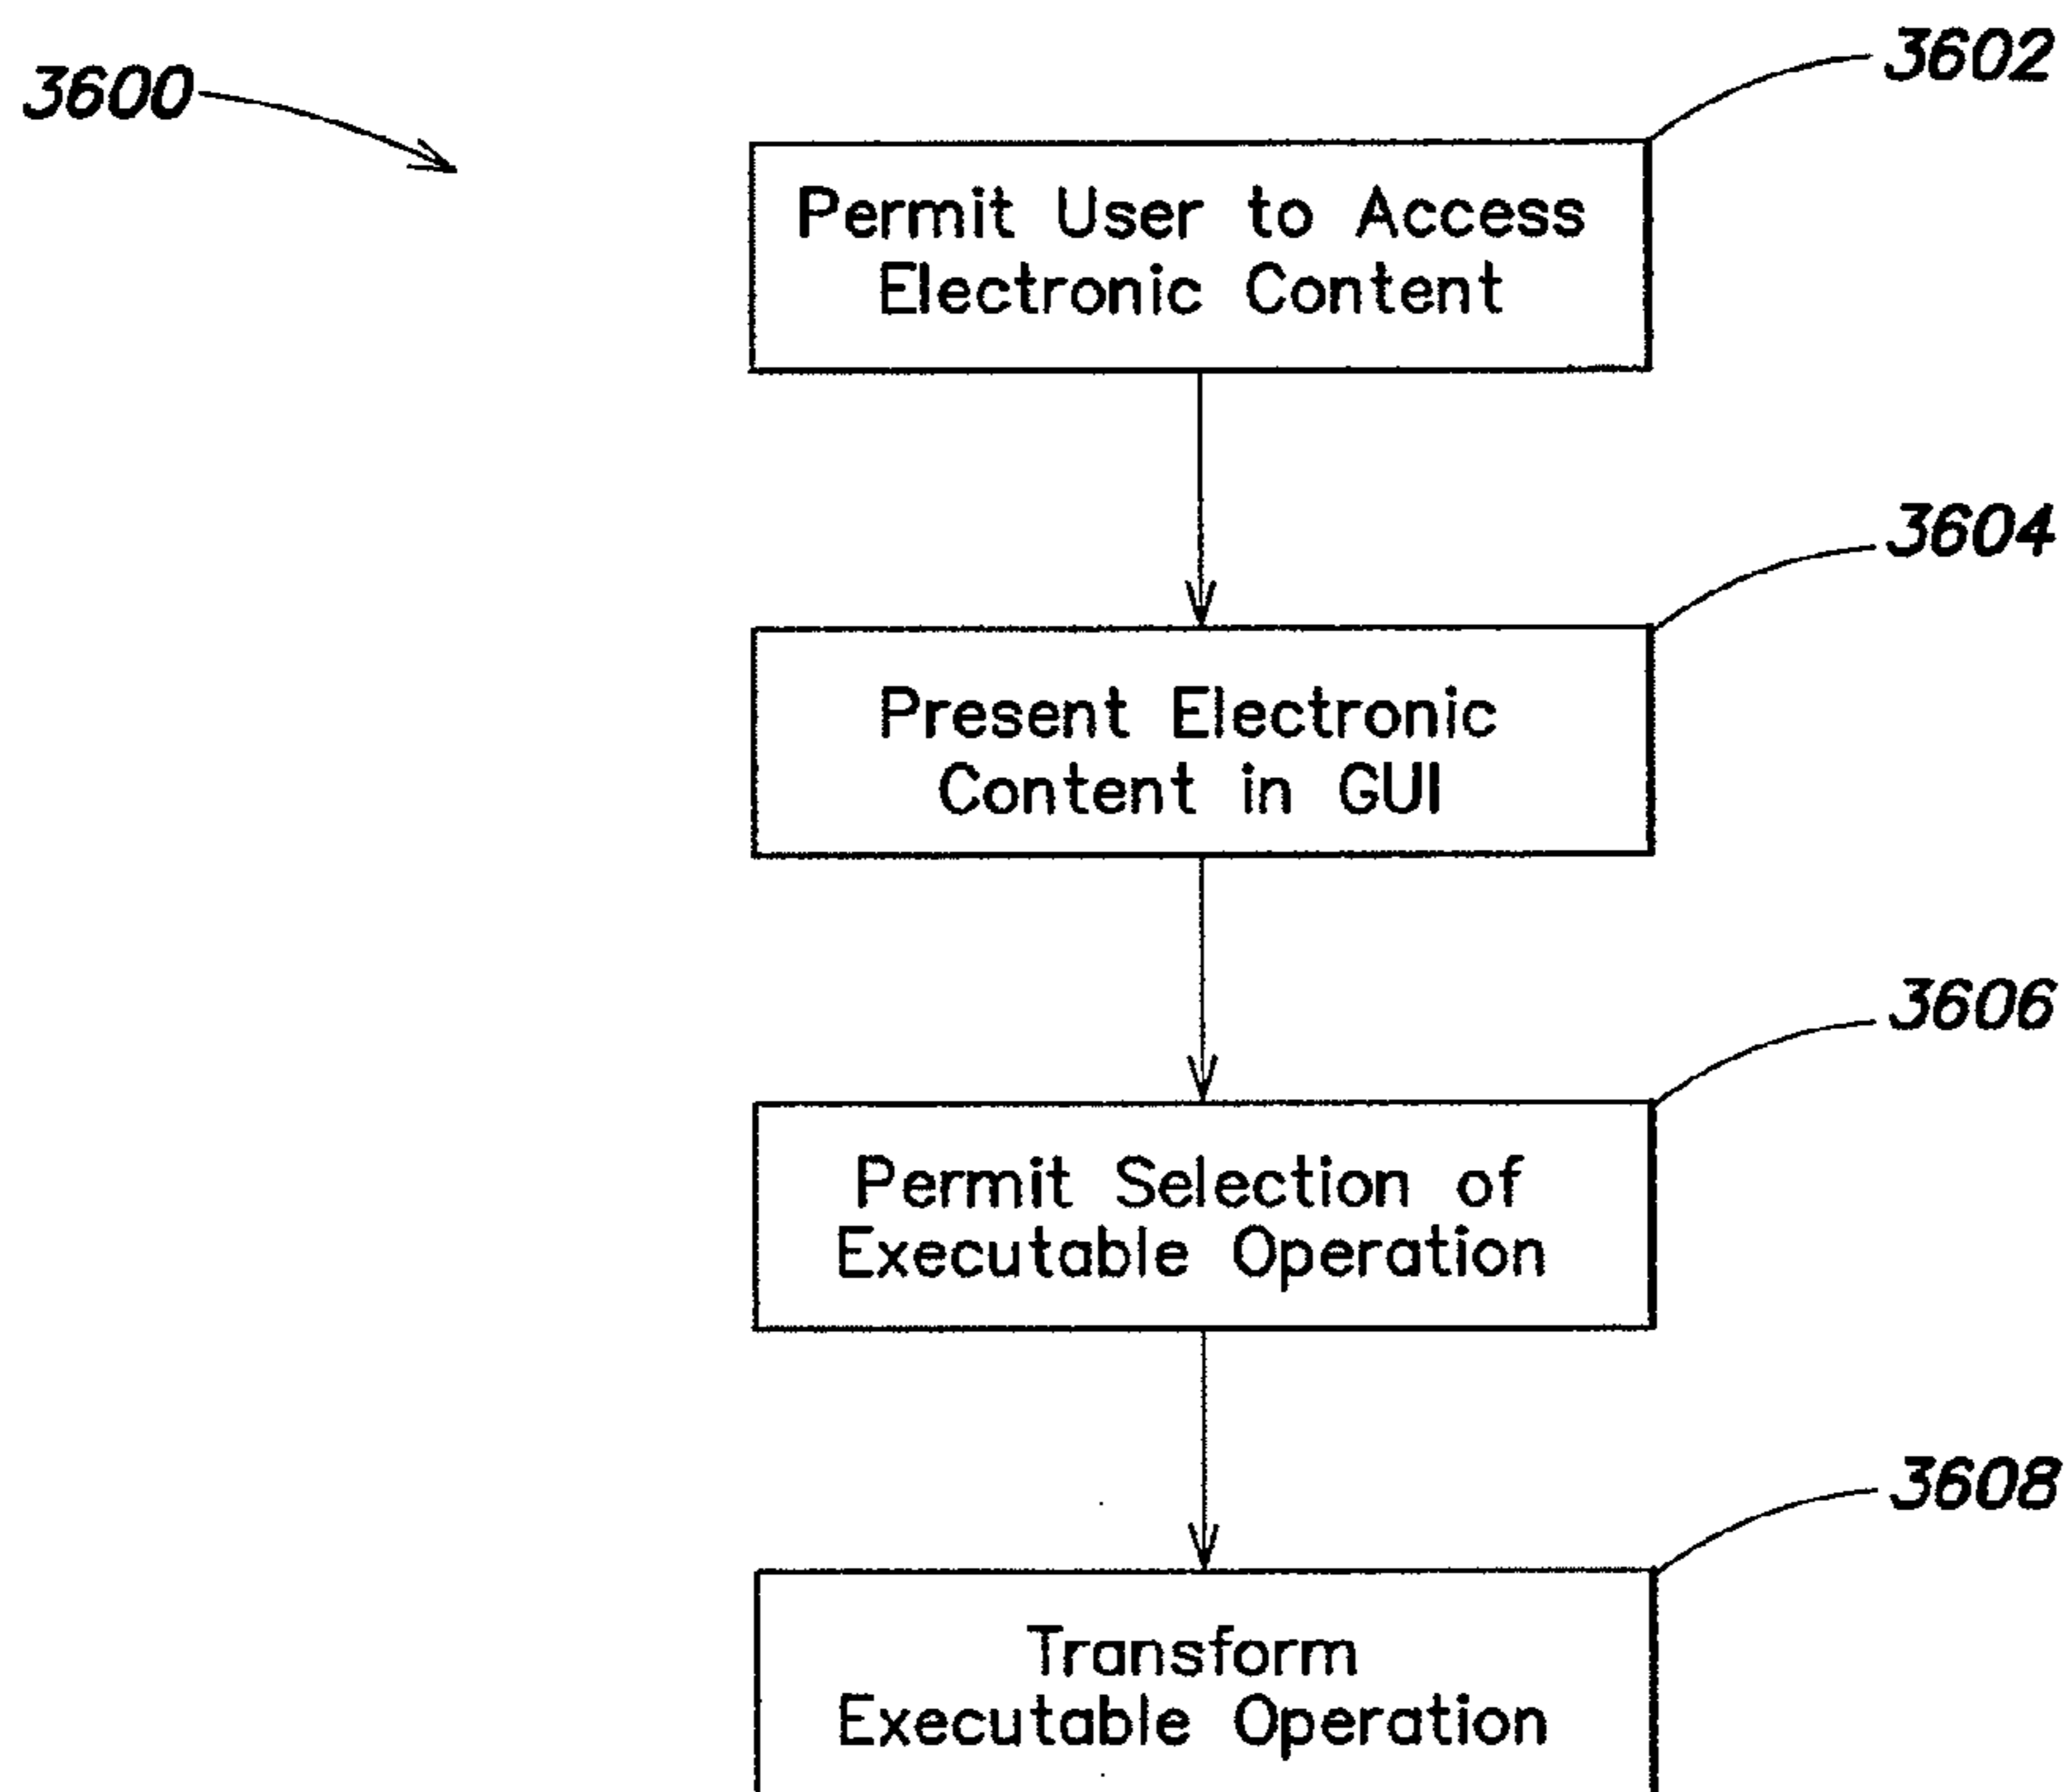 3600
3602
Permit User to Access
Electronic Content
3604
Present Electronic
Content in GUI
3606
Permit Selection of
Executable Operation
3608
Transform
Executable Operation